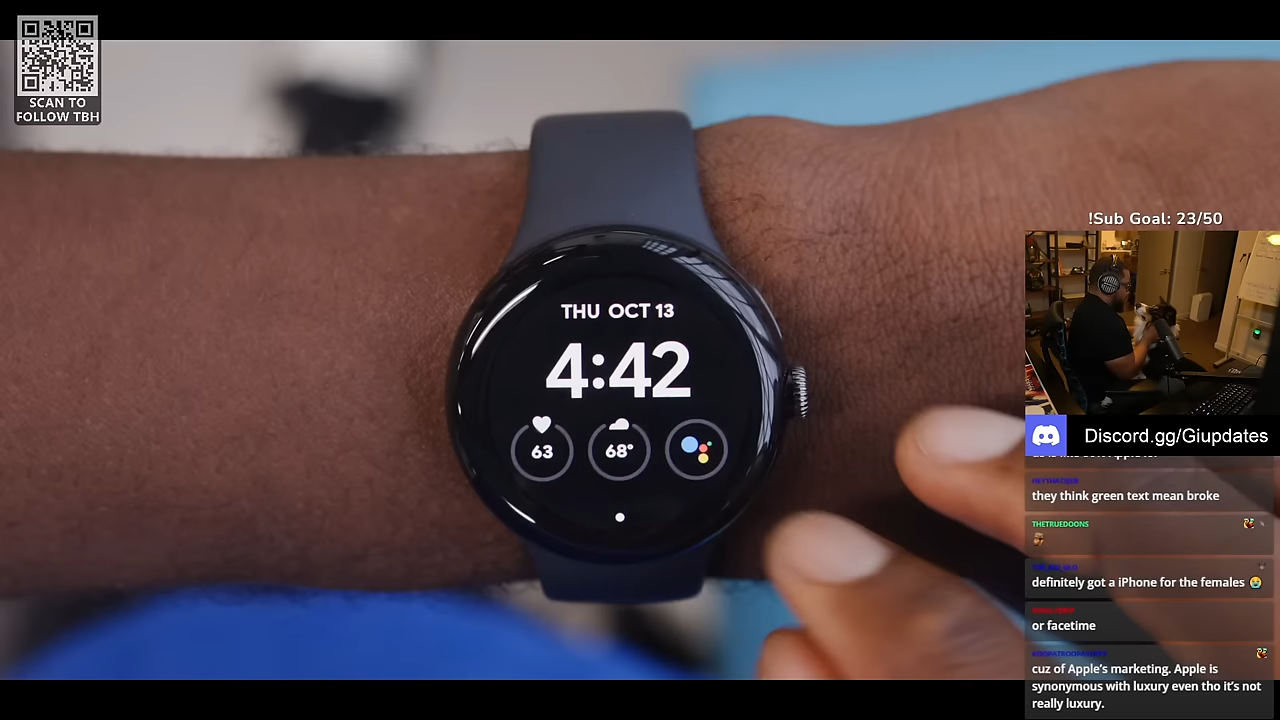 SCAN TO
FOLLOW TBH
THU OCT 13
4:42
63
68°
!Sub Goal: 23/50
Discord.gg/Giupdates
they think green text mean broke
THETRUEDOONS
definitely got a iPhone for the females 😭
or facetime
cuz of Apple's marketing. Apple is
synonymous with luxury even tho it's not
really luxury.